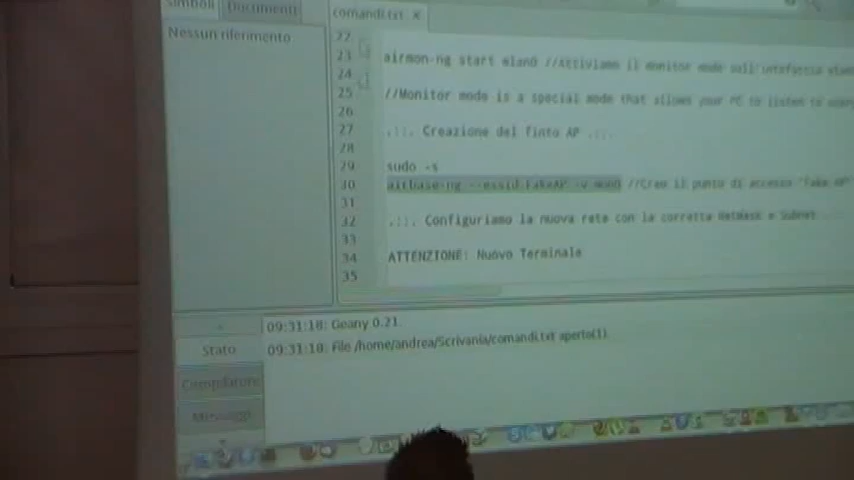 Simboli Documenti
comandi.txt ×
Nessun riferimento
22
23 airmon-ng start wlan0 //Attiviamo il monitor mode sull'
24
25 //Monitor mode is a special mode that allows your PC to listen to
26
27 .::. Creazione del finto AP .::.
28
29 sudo -s
30 airbase-ng --essid FakeAP -v mon0 //Creo il punto di accesso "Fake AP"
31
32 .::. Configuriamo la nuova rete con la corretta NetMask e Subnet
33
34 ATTENZIONE: Nuovo Terminale
35
Stato
Compilatore
Messaggi
09:31:18: Geany 0.21.
09:31:18: File /home/andrea/Scrivania/comandi.txt aperto(1).